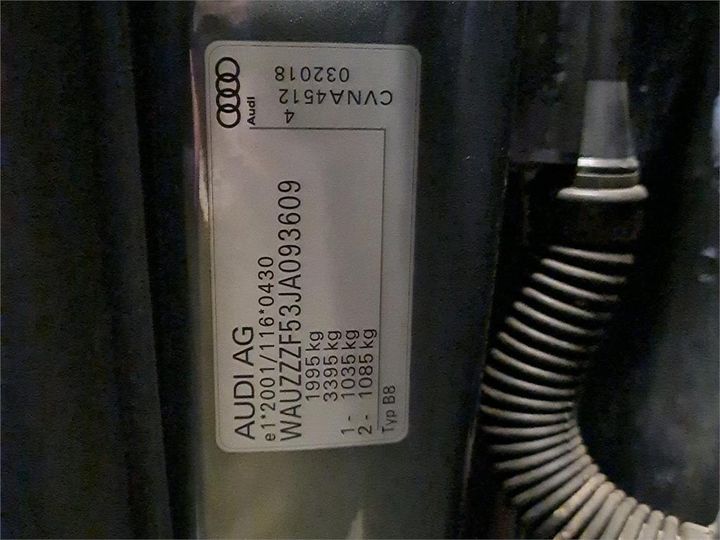 AUDI AG
e1*2001/116*0430
WAUZZZF53JA093609
1995 kg
3395 kg
1 - 1035 kg
2 - 1085 kg
Typ B8
Audi
4
CVNA4512
032018